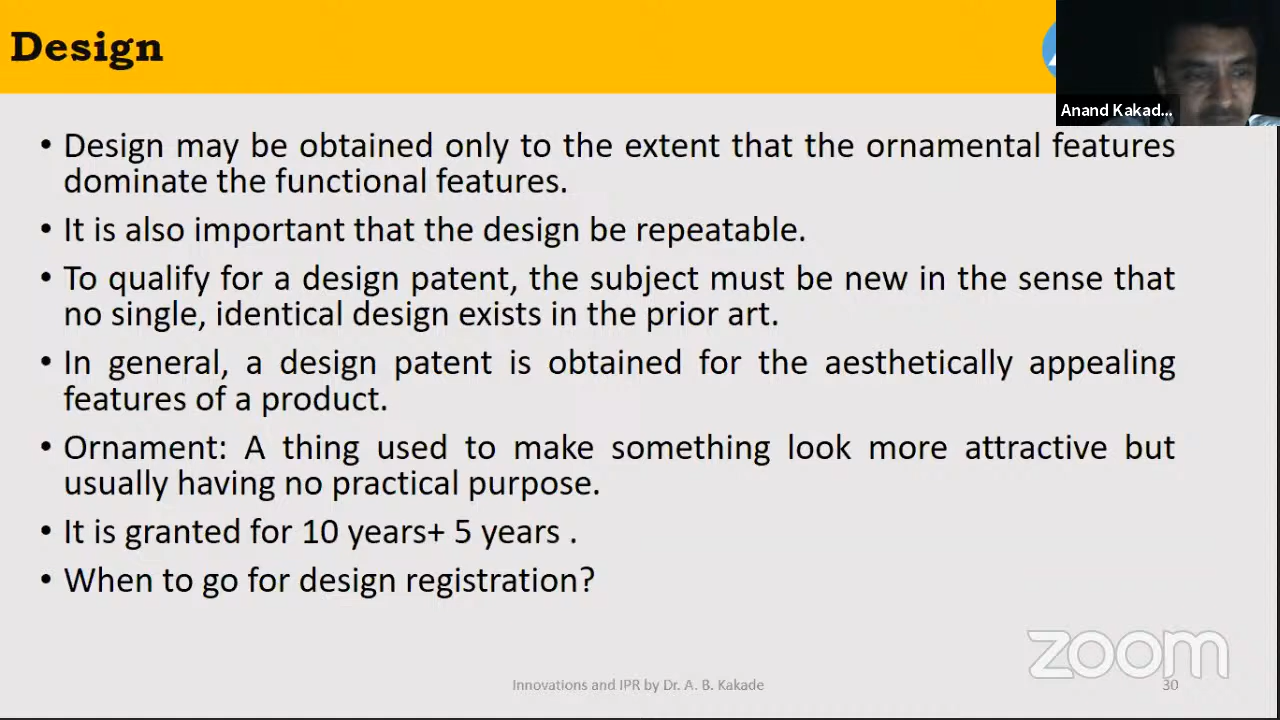 Design
Anand Kakad...
• Design may be obtained only to the extent that the ornamental features
dominate the functional features.
• It is also important that the design be repeatable.
• To qualify for a design patent, the subject must be new in the sense that
no single, identical design exists in the prior art.
• In general, a design patent is obtained for the aesthetically appealing
features of a product.
• Ornament: A thing used to make something look more attractive but
usually having no practical purpose.
• It is granted for 10 years+ 5 years .
• When to go for design registration?
zoom
Innovations and IPR by Dr. A. B. Kakade
30